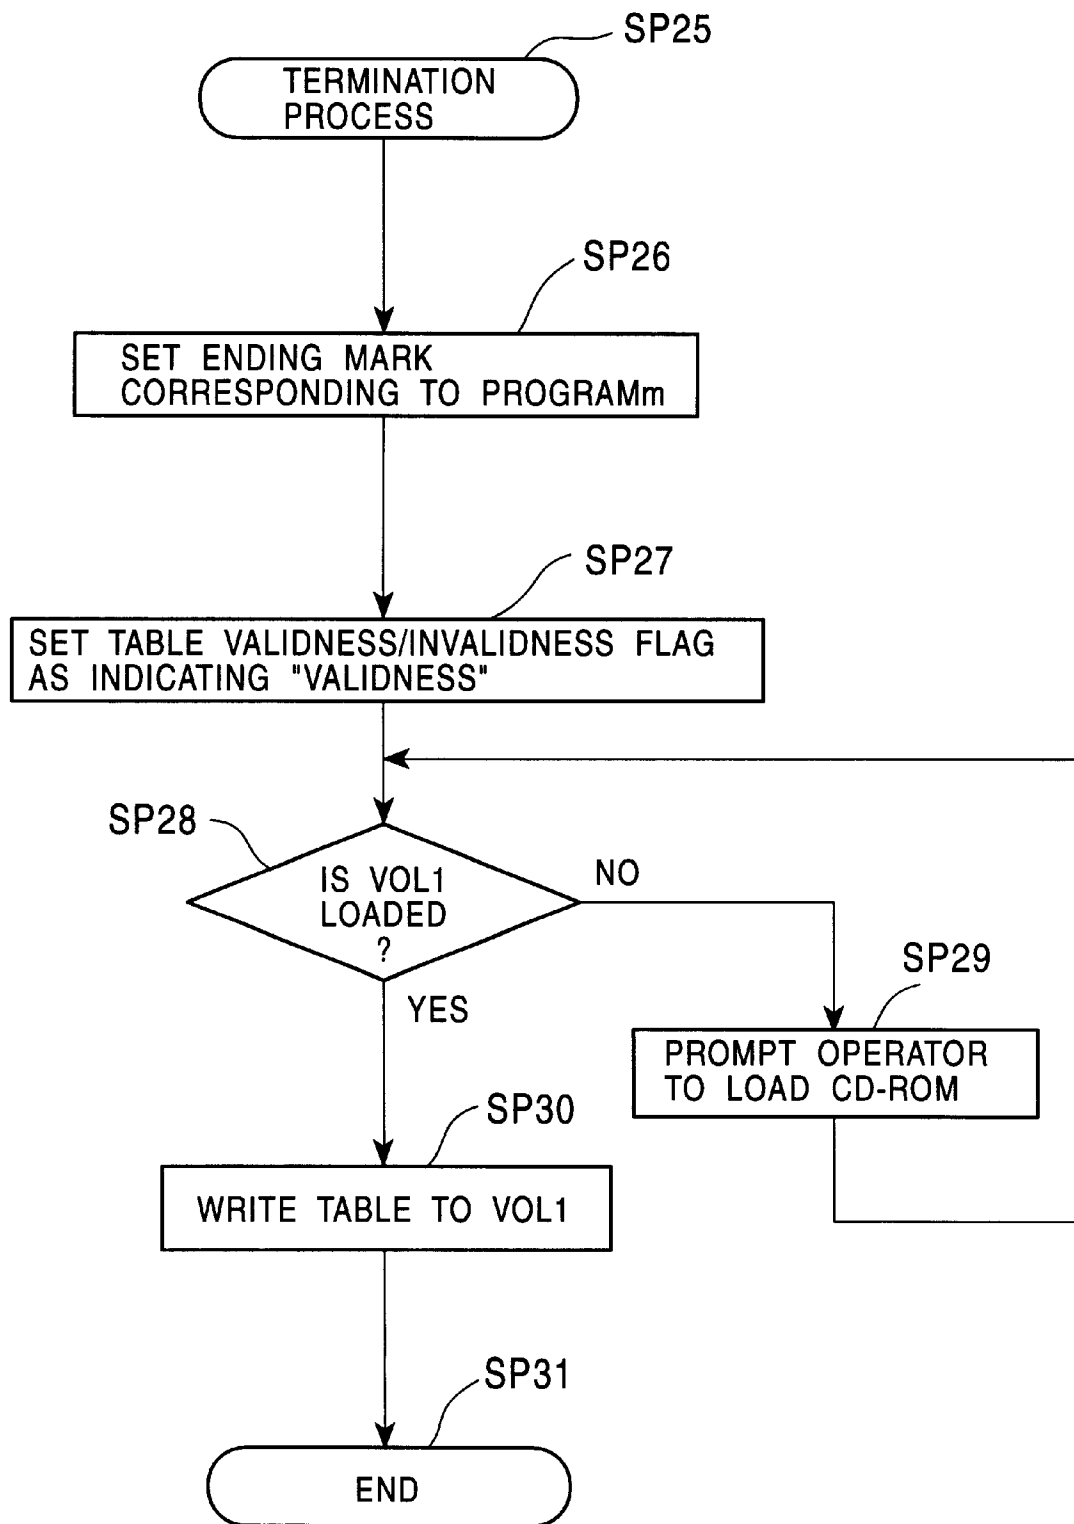 SP25
TERMINATION
PROCESS
SP26
SET ENDING MARK
CORRESPONDING TO PROGRAMm
SP27
SET TABLE VALIDNESS/INVALIDNESS FLAG
AS INDICATING "VALIDNESS"
SP28
IS VOL1
LOADED
?
NO
YES
SP29
PROMPT OPERATOR
TO LOAD CD-ROM
SP30
WRITE TABLE TO VOL1
SP31
END